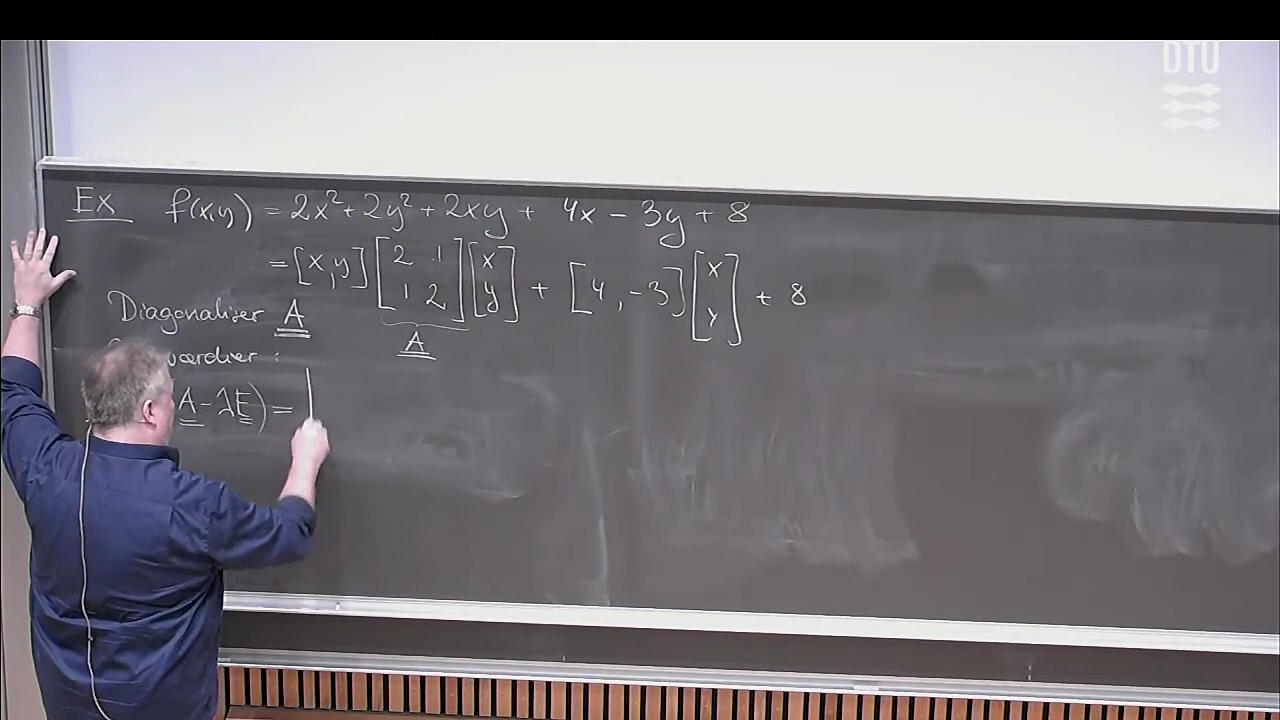 DTU
Ex f(x,y) = 2x² + 2y² + 2xy + 4x - 3y + 8
= [x, y] [2 1 1 2] [x y] + [4, -3] [x y] + 8
Diagonaliser A
A
:
A - λE) = |